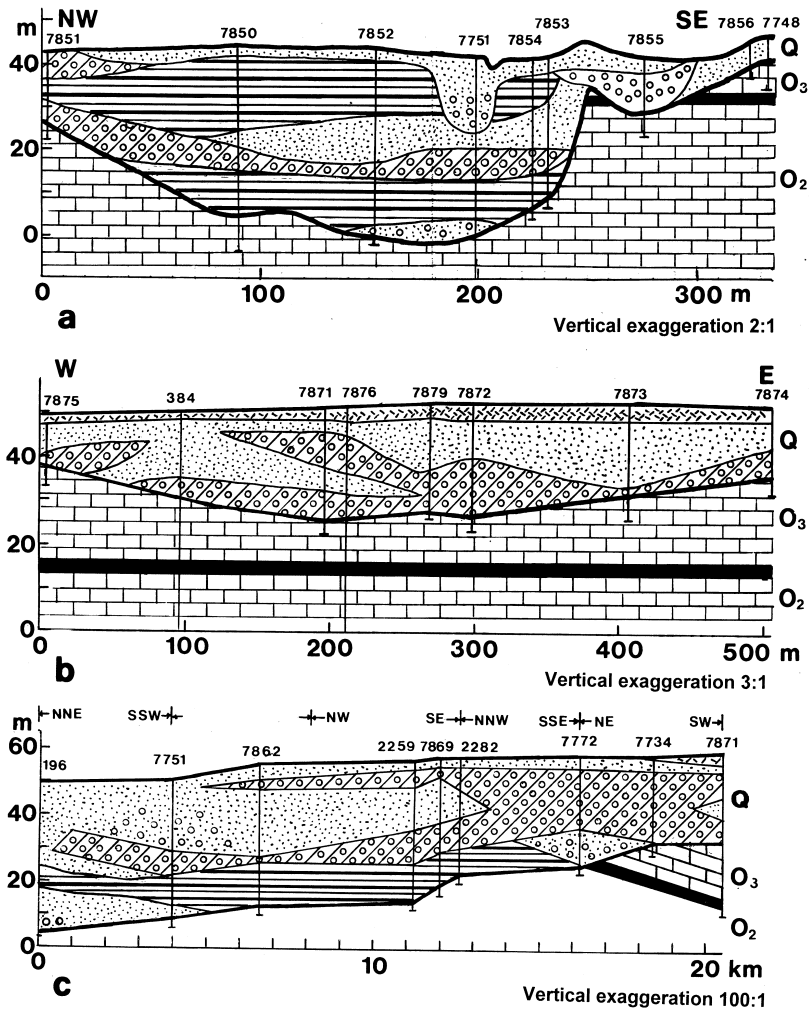 m NW SE
7851 7850 7852 7751 7854 7853 7855 7856 7748
Q
40
O3
20
O2
0
0 100 200 300 m
a
Vertical exaggeration 2:1
W E
7875 384 7871 7876 7879 7872 7873 7874
Q
40
O3
20
O2
0
0 100 200 300 400 500 m
b
Vertical exaggeration 3:1
m NNE SSW NW SE NNW SSE NE SW
60
196 7751 7862 2259 7869 2282 7772 7734 7871
Q
40
O3
20
O2
0
0 10 20 km
c
Vertical exaggeration 100:1